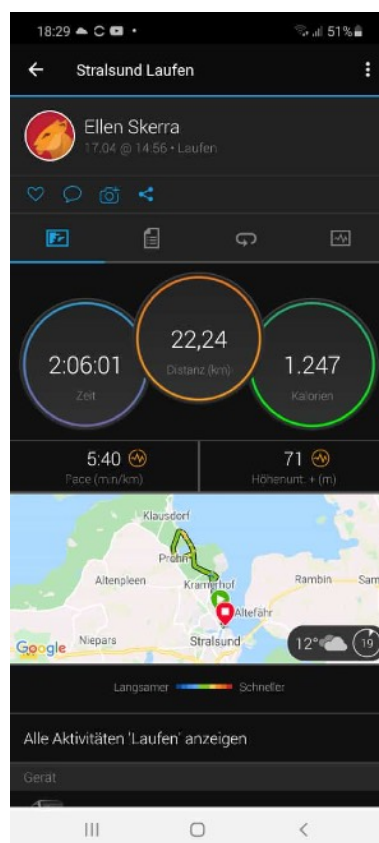 18:29
51%
Stralsund Laufen
Ellen Skerra
17.04 @ 14:56 • Laufen
2:06:01
Zeit
22,24
Distanz (km)
1.247
Kalorien
5:40
Pace (min/km)
71
Höhenunt. + (m)
Klausdorf
Prohn
Altenpleen
Kramerhof
Rambin
Sam
Altefähr
Niepars
Stralsund
Google
12°
19
Langsamer
Schneller
Alle Aktivitäten 'Laufen' anzeigen
Gerät